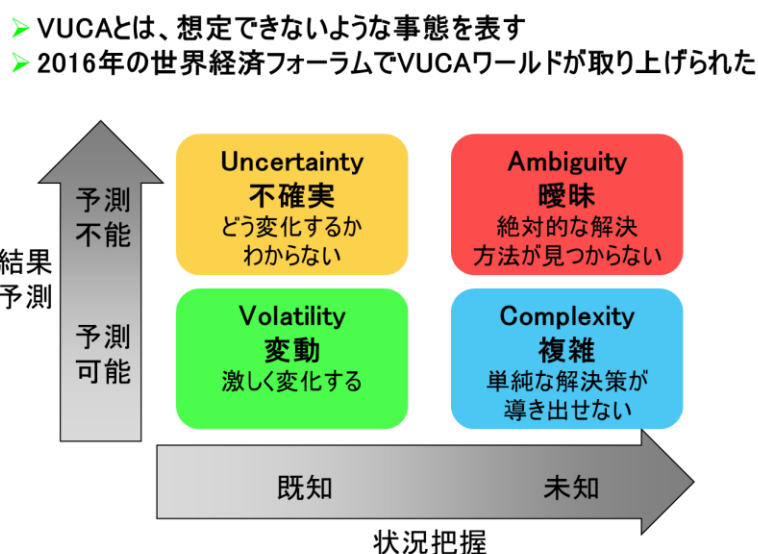 VUCAとは、想定できないような事態を表す
2016年の世界経済フォーラムでVUCAワールドが取り上げられた
結果
予測
予測
不能
予測
可能
Uncertainty
不確実
どう変化するか
わからない
Ambiguity
曖昧
絶対的な解決
方法が見つからない
Volatility
変動
激しく変化する
Complexity
複雑
単純な解決策が
導き出せない
既知
未知
状況把握